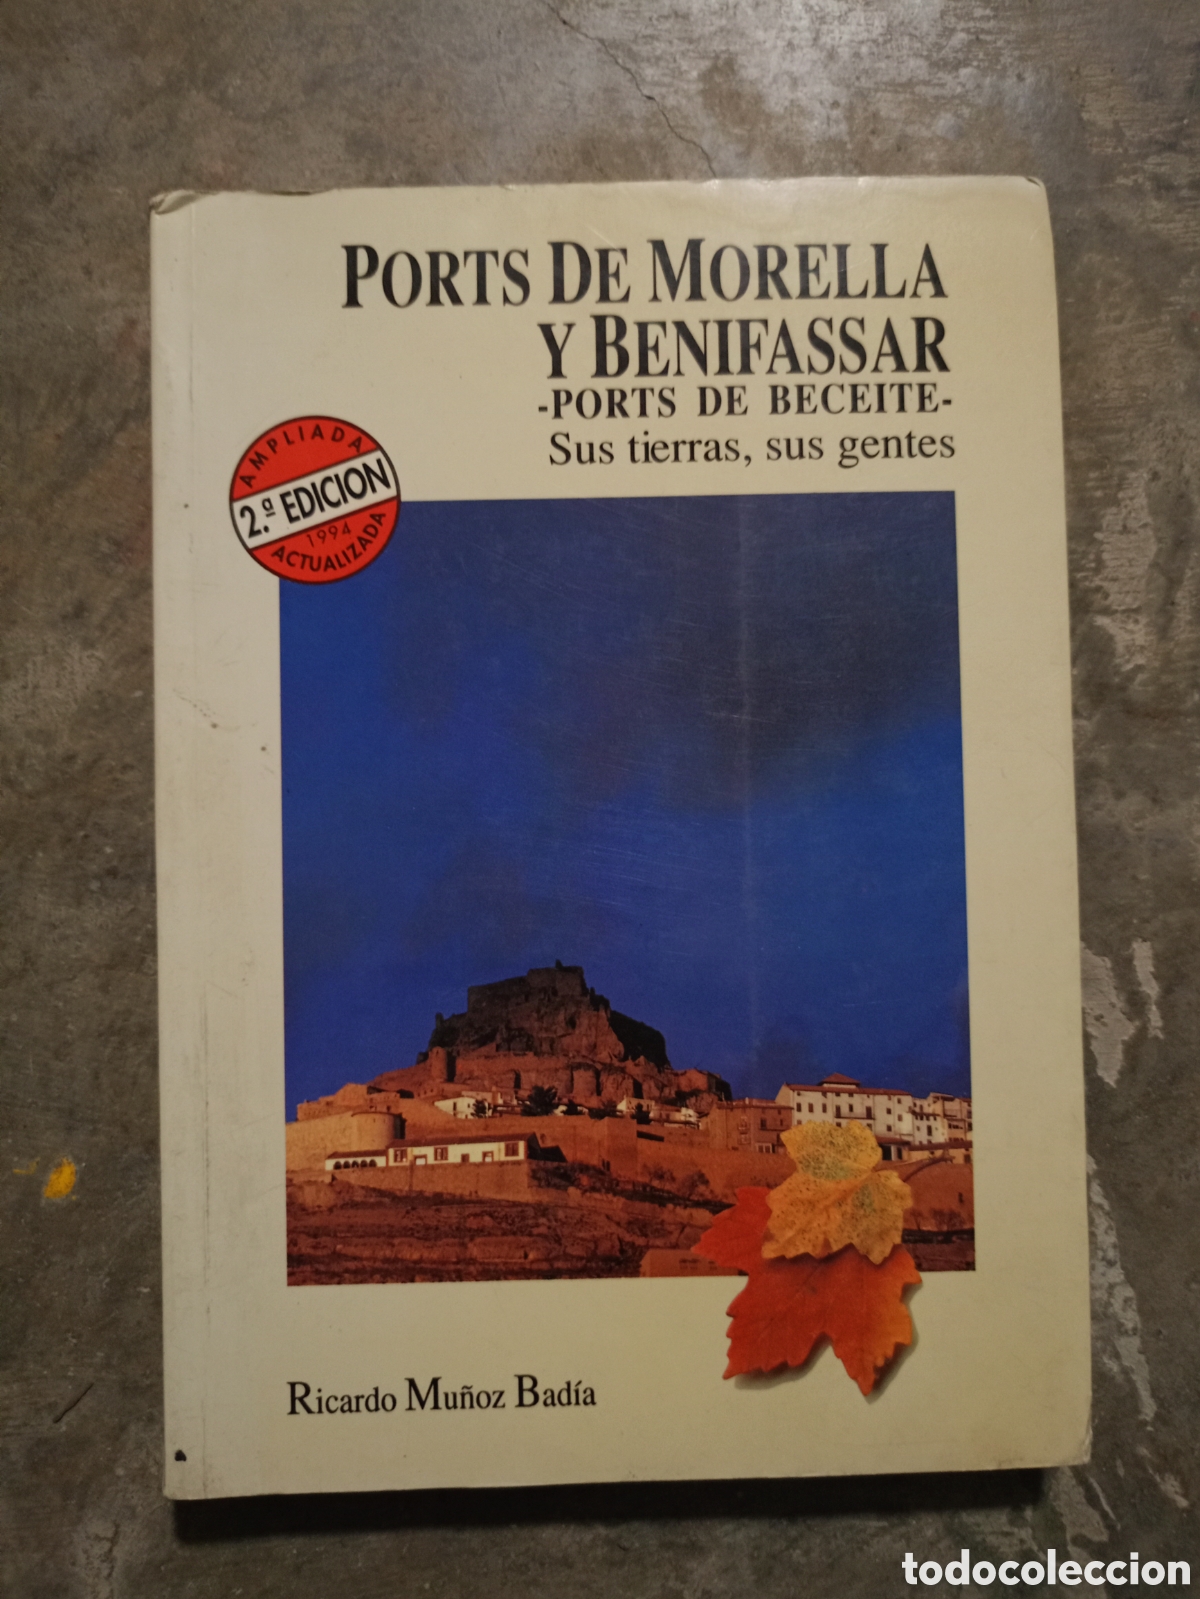 PORTS DE MORELLA
Y BENIFASSAR
-PORTS DE BECEITE-
Sus tierras, sus gentes
AMPLIADA
2.ª EDICION
1994
ACTUALIZADA
Ricardo Muñoz Badía
todocoleccion